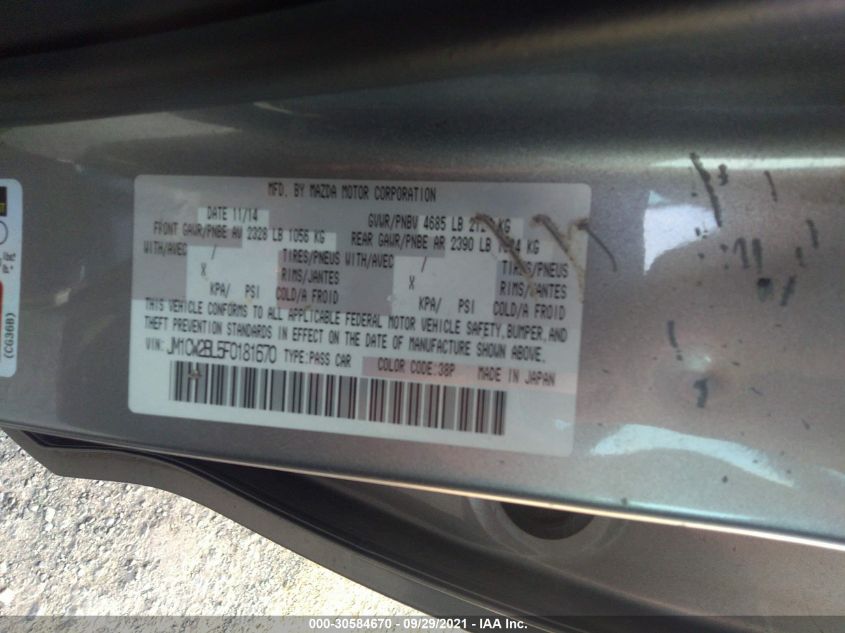 MFD. BY MAZDA MOTOR CORPORATION
DATE 11/14 GVWR/PNBV 4685 LB KG
FRONT GAWR/PNBE AV 2328 LB 1056 KG REAR GAWR/PNBE AR 2390 LB KG
WITH/AVEC / TIRES/PNEUS WITH/AVEC / TIRES/PNEUS
X RIMS/JANTES X RIMS/JANTES
KPA/ PSI COLD/A FROID KPA/ PSI COLD/A FROID
THIS VEHICLE CONFORMS TO ALL APPLICABLE FEDERAL MOTOR VEHICLE SAFETY, BUMPER, AND
THEFT PREVENTION STANDARDS IN EFFECT ON THE DATE OF MANUFACTURE SHOWN ABOVE.
VIN: JM1CW2BL5F0181670 TYPE:PASS CAR COLOR CODE:38P MADE IN JAPAN
(CG36B)
000-30584670 - 09/29/2021 - IAA Inc.